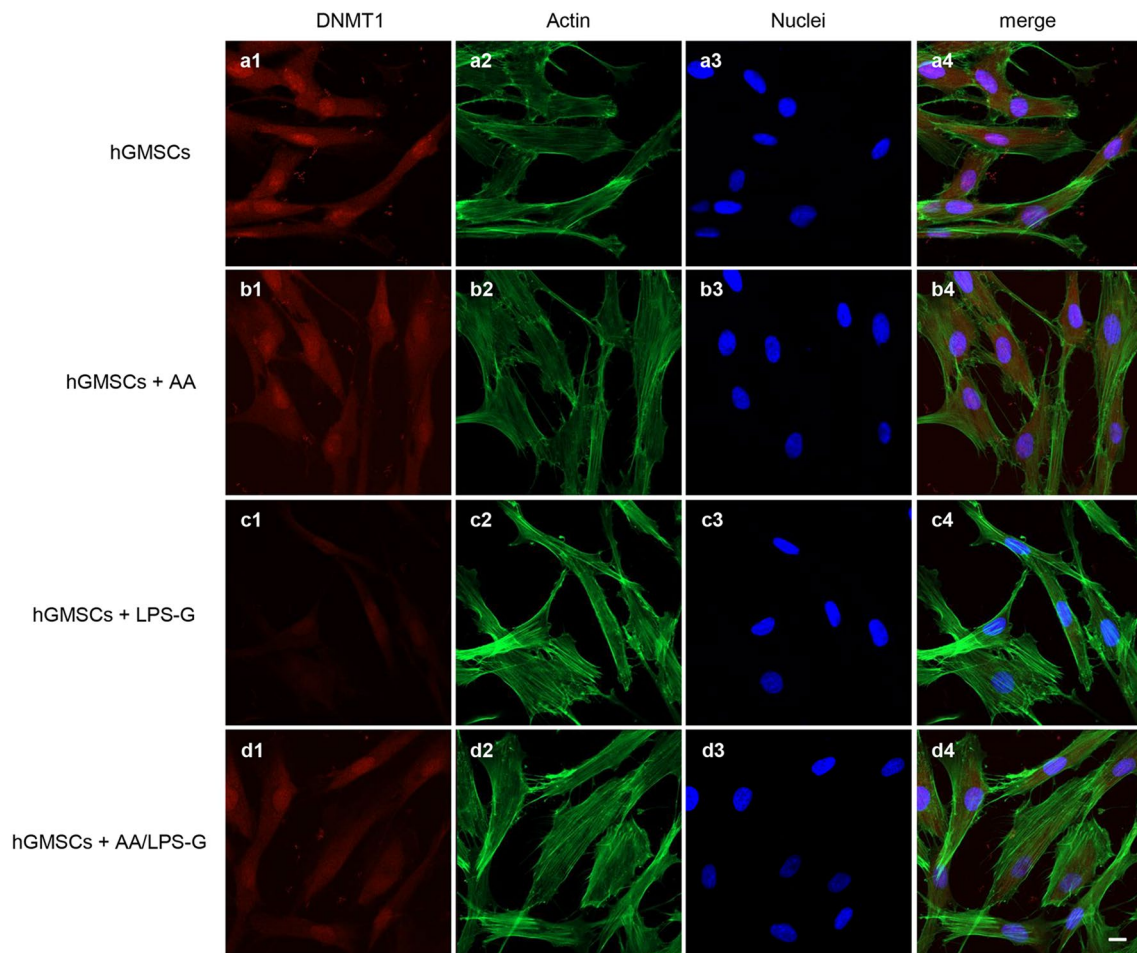 DNMT1 Actin Nuclei merge
hGMSCs a1 a2 a3 a4
hGMSCs + AA b1 b2 b3 b4
hGMSCs + LPS-G c1 c2 c3 c4
hGMSCs + AA/LPS-G d1 d2 d3 d4